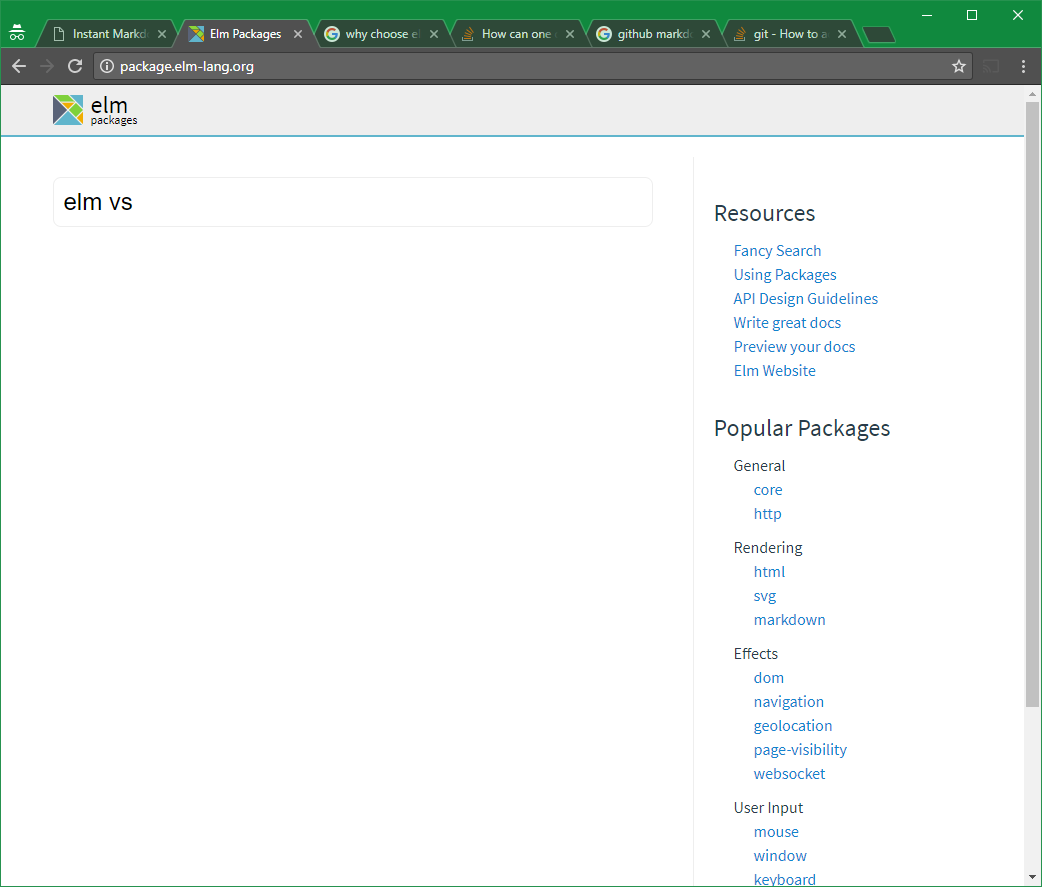 Instant Markd
Elm Packages
why choose el
How can one
github markdo
git - How to a
package.elm-lang.org
elm
packages
elm vs
Resources
Fancy Search
Using Packages
API Design Guidelines
Write great docs
Preview your docs
Elm Website
Popular Packages
General
core
http
Rendering
html
svg
markdown
Effects
dom
navigation
geolocation
page-visibility
websocket
User Input
mouse
window
keyboard